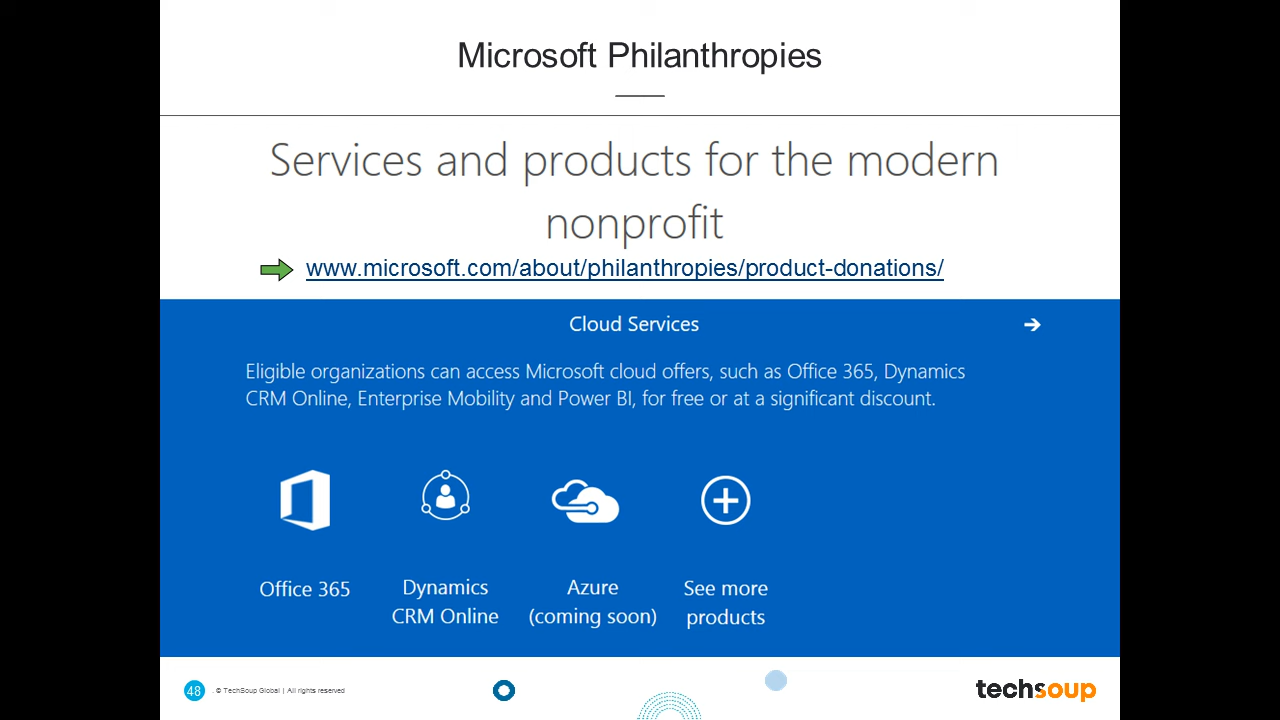 Microsoft Philanthropies
Services and products for the modern
nonprofit
www.microsoft.com/about/philanthropies/product-donations/
Cloud Services
Eligible organizations can access Microsoft cloud offers, such as Office 365, Dynamics
CRM Online, Enterprise Mobility and Power BI, for free or at a significant discount.
Office 365
Dynamics
CRM Online
Azure
(coming soon)
See more
products
48
. © TechSoup Global | All rights reserved
techsoup